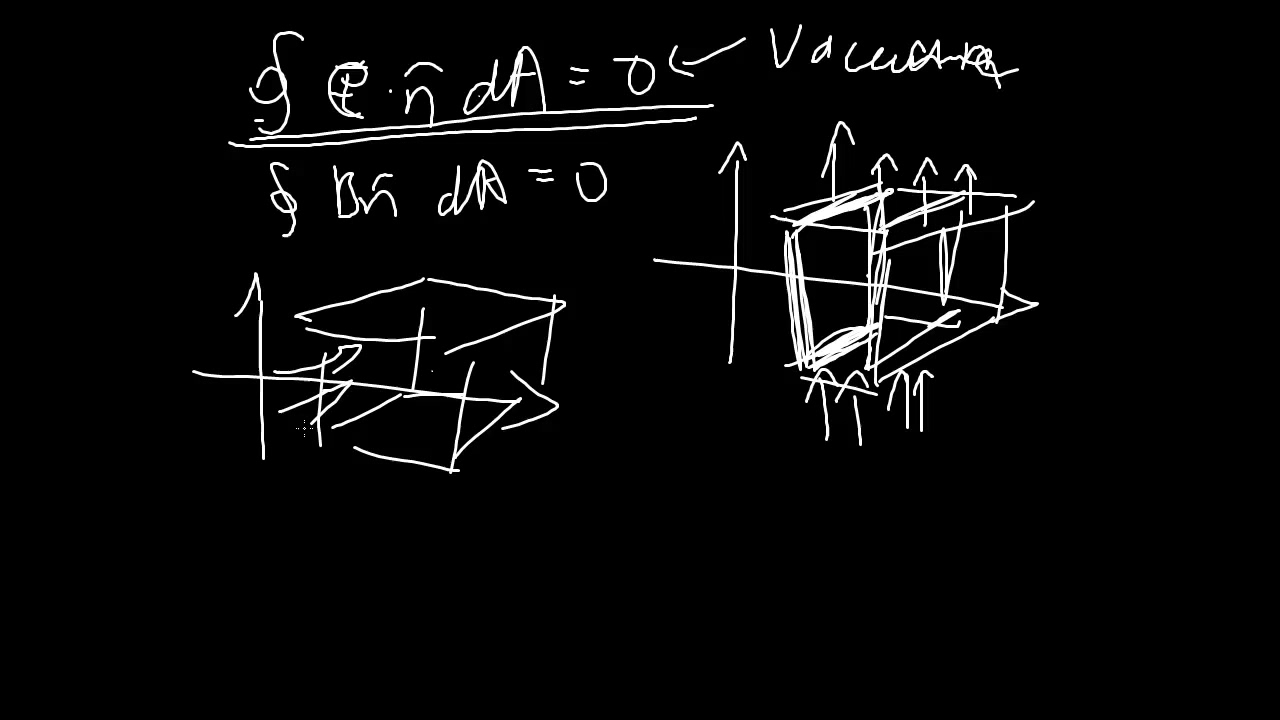 ∮ E · n̂ dA = 0 ← Vacuum
∮ B n̂ dA = 0